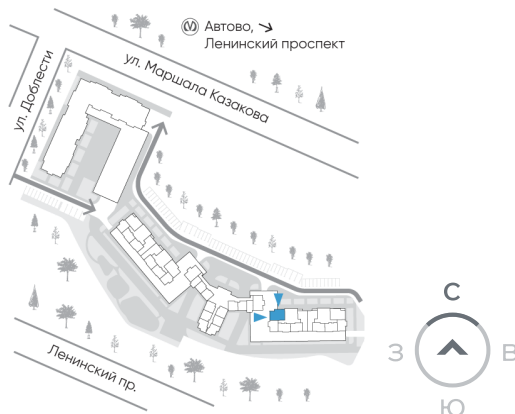 Автово, ↘
Ленинский проспект
ул. Маршала Казакова
ул. Доблести
Ленинский пр.
С
З
В
Ю